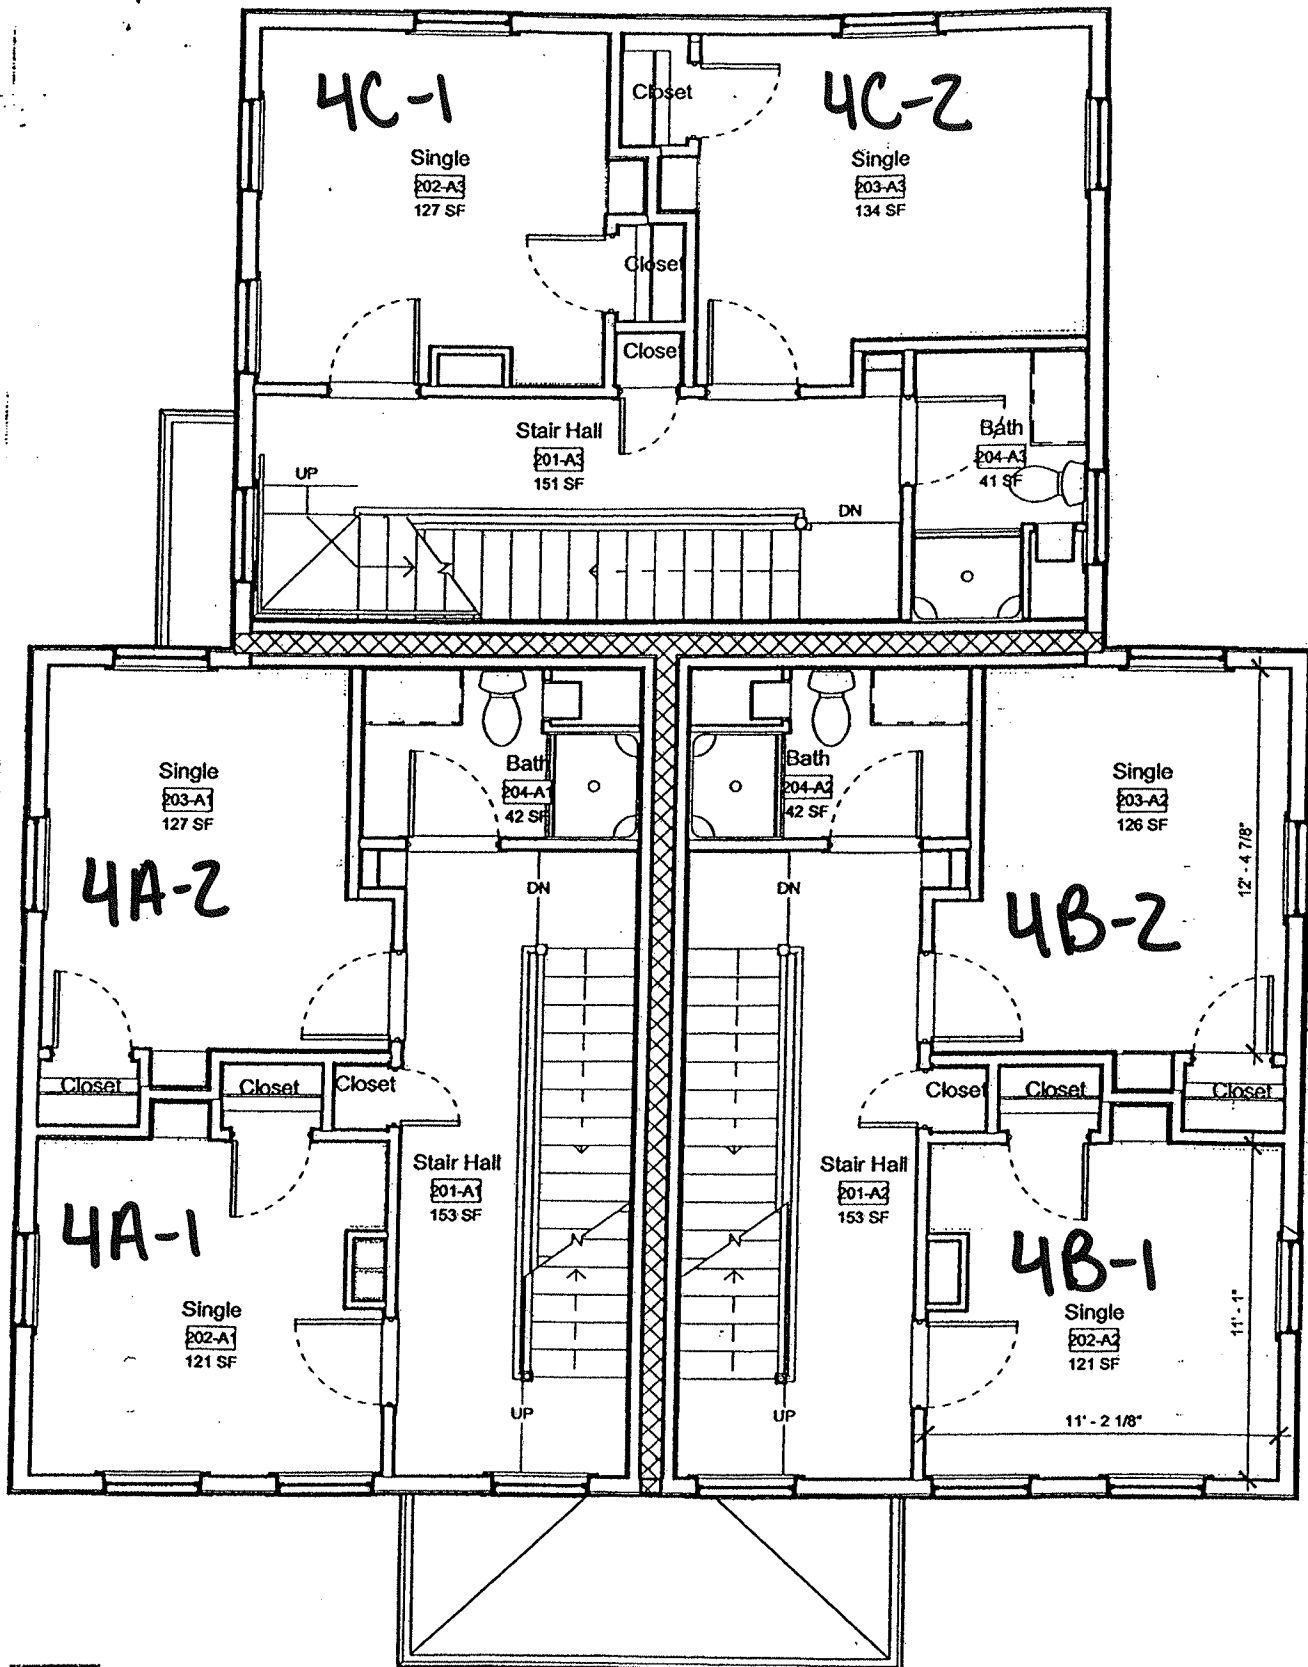 4C-1
Single
202-A3
127 SF
Closet
4C-2
Single
203-A3
134 SF
Closet
Close
Stair Hall
201-A3
151 SF
UP
DN
Bath
204-A3
41 SF
Single
203-A1
127 SF
4A-2
Bath
204-A1
42 SF
DN
Closet
Closet
Closet
4A-1
Single
202-A1
121 SF
Stair Hall
201-A1
153 SF
UP
Bath
204-A2
42 SF
DN
Single
203-A2
126 SF
12' - 4 7/8"
4B-2
Closet
Closet
Closet
Stair Hall
201-A2
153 SF
UP
4B-1
Single
202-A2
121 SF
11' - 1"
11' - 2 1/8"